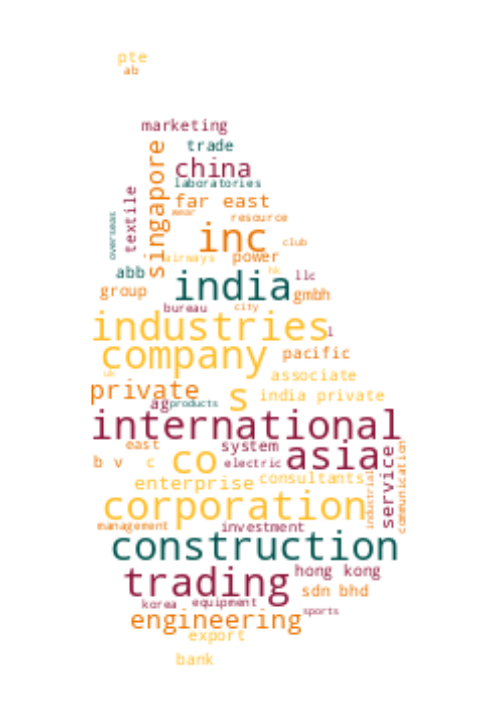 pte
ab
marketing
trade
singapore
china
laboratories
textile
far east
wear
resource
overseas
inc
club
airways
power
abb
hk
llc
india
group
gmbh
bureau
city
industries
l
company
pacific
uk
associate
private
s
india private
ag
products
international
east
system
asia
b v
c
co
electric
service
communication
enterprise
consultants
industrial
corporation
management
investment
construction
trading
hong kong
sdn bhd
korea
equipment
sports
engineering
export
bank